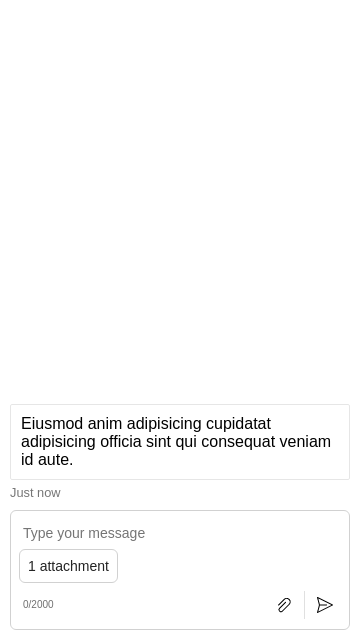 Eiusmod anim adipisicing cupidatat
adipisicing officia sint qui consequat veniam
id aute.
Just now
Type your message
1 attachment
0/2000